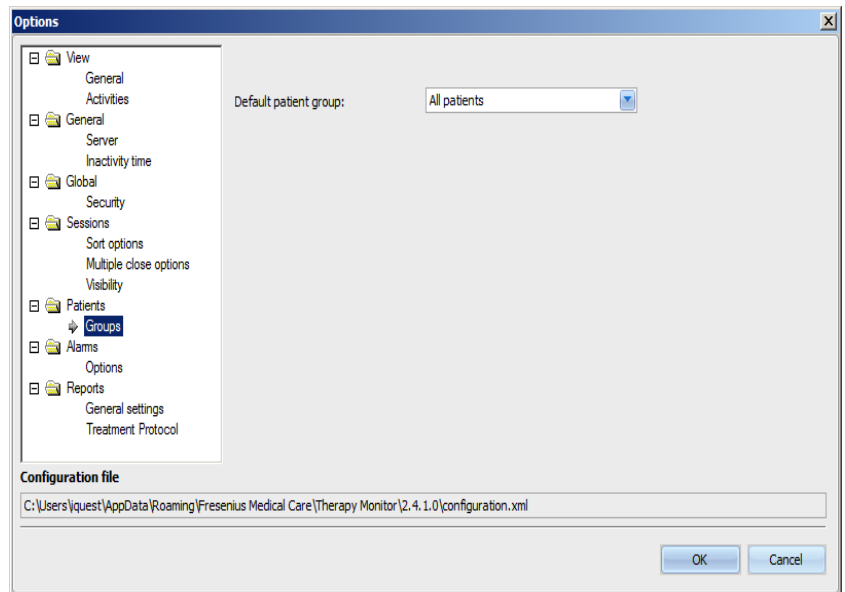 Options
View
General
Activities
General
Server
Inactivity time
Global
Security
Sessions
Sort options
Multiple close options
Visibility
Patients
Groups
Alarms
Options
Reports
General settings
Treatment Protocol
Default patient group: All patients
Configuration file
C:\Users\iquest\AppData\Roaming\Fresenius Medical Care\Therapy Monitor\2.4.1.0\configuration.xml
OK Cancel